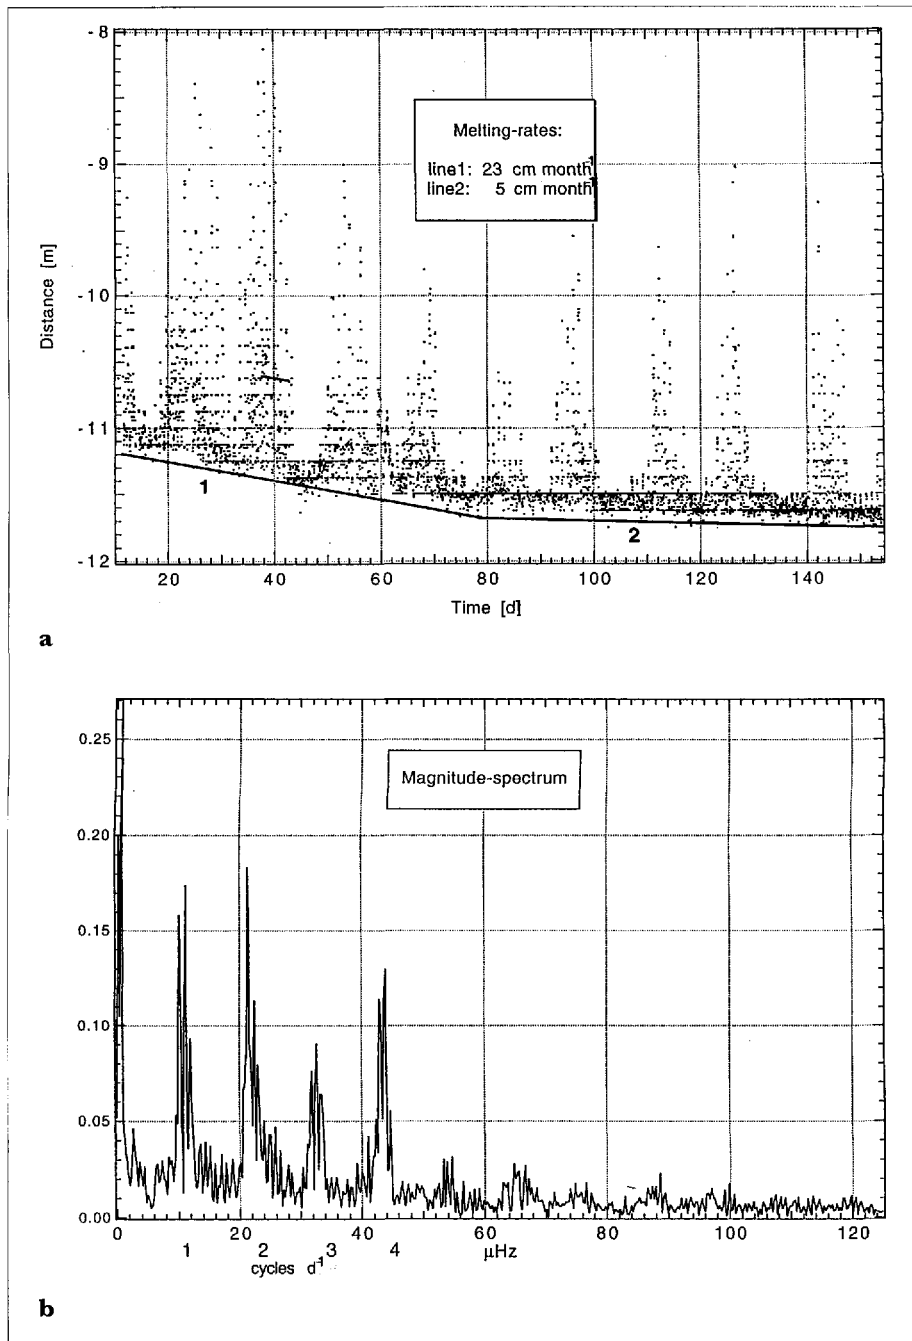 -8
Melting-rates:
line1: 23 cm month-1
line2: 5 cm month-1
-9
Distance [m]
-10
-11
-12
1
2
20 40 60 80 100 120 140
Time [d]
a
Magnitude-spectrum
0.25
0.20
0.15
0.10
0.05
0.00
0 20 40 60 80 100 120
1 2 3 4 µHz
cycles d-1
b